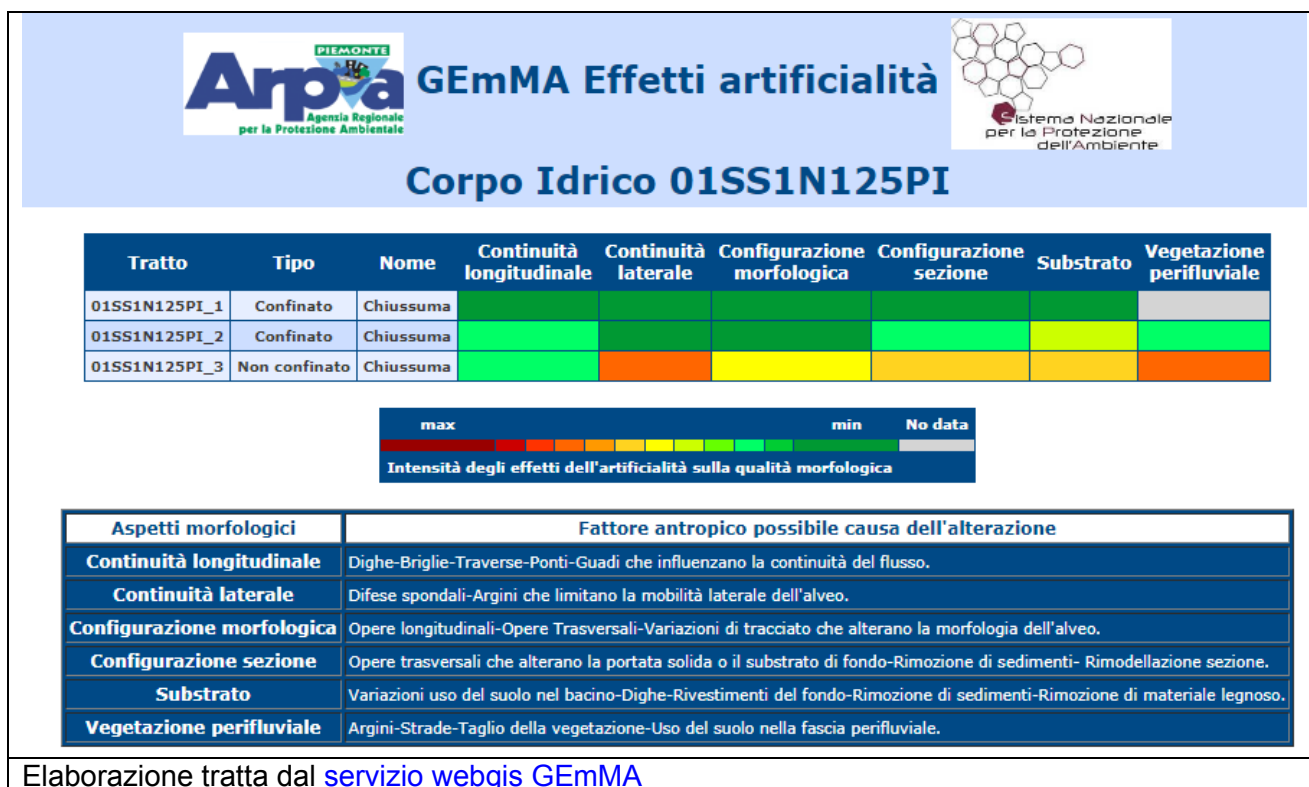 PIEMONTE
Arpa
Agenzia Regionale
per la Protezione Ambientale
GEmMA Effetti artificialità
Sistema Nazionale
per la Protezione
dell'Ambiente
Corpo Idrico 01SS1N125PI
Tratto Tipo Nome Continuità longitudinale Continuità laterale Configurazione morfologica Configurazione sezione Substrato Vegetazione perifluviale
01SS1N125PI_1 Confinato Chiussuma
01SS1N125PI_2 Confinato Chiussuma
01SS1N125PI_3 Non confinato Chiussuma
max min No data
Intensità degli effetti dell'artificialità sulla qualità morfologica
Aspetti morfologici Fattore antropico possibile causa dell'alterazione
Continuità longitudinale Dighe-Briglie-Traverse-Ponti-Guadi che influenzano la continuità del flusso.
Continuità laterale Difese spondali-Argini che limitano la mobilità laterale dell'alveo.
Configurazione morfologica Opere longitudinali-Opere Trasversali-Variazioni di tracciato che alterano la morfologia dell'alveo.
Configurazione sezione Opere trasversali che alterano la portata solida o il substrato di fondo-Rimozione di sedimenti- Rimodellazione sezione.
Substrato Variazioni uso del suolo nel bacino-Dighe-Rivestimenti del fondo-Rimozione di sedimenti-Rimozione di materiale legnoso.
Vegetazione perifluviale Argini-Strade-Taglio della vegetazione-Uso del suolo nella fascia perifluviale.
Elaborazione tratta dal servizio webgis GEmMA